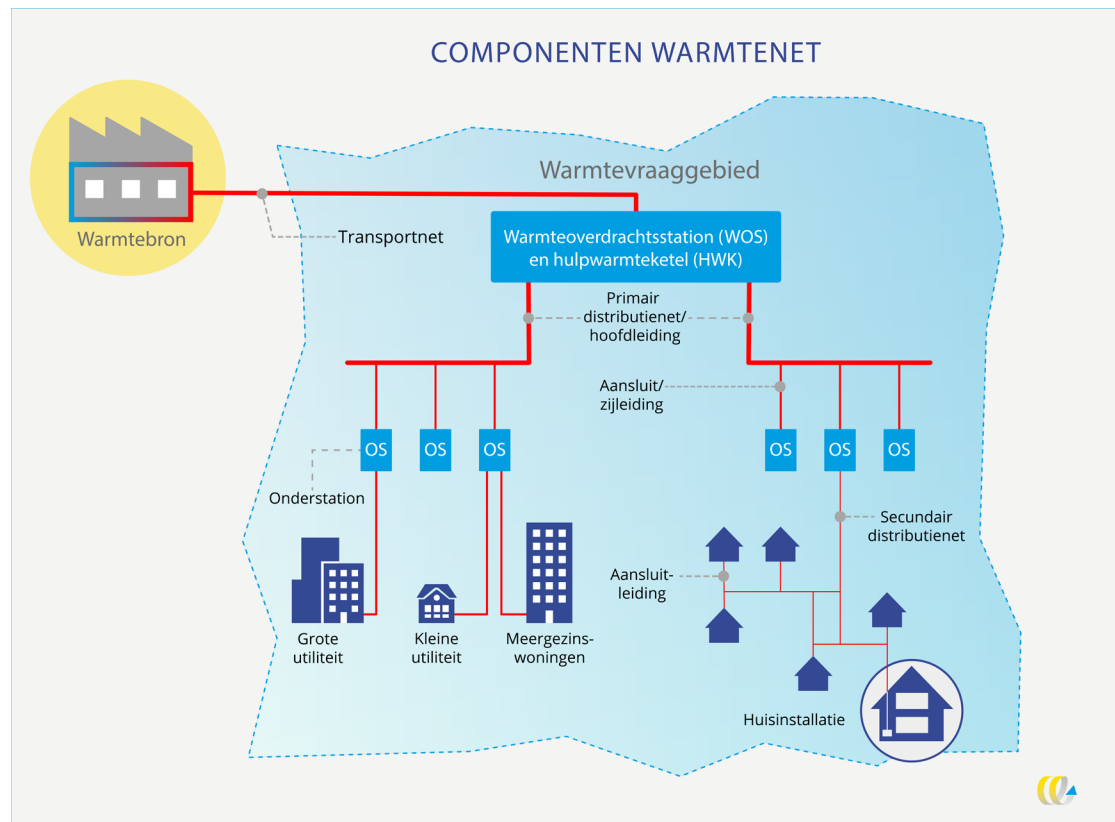 COMPONENTEN WARMTENET
Warmtevraaggebied
Warmtebron
Transportnet
Warmteoverdrachtsstation (WOS)
en hulpwarmteketel (HWK)
Primair
distributienet/
hoofdleiding
Aansluit/
zijleiding
OS
OS
OS
OS
OS
OS
Onderstation
Secundair
distributienet
Aansluit-
leiding
Grote
utiliteit
Kleine
utiliteit
Meergezins-
woningen
Huisinstallatie